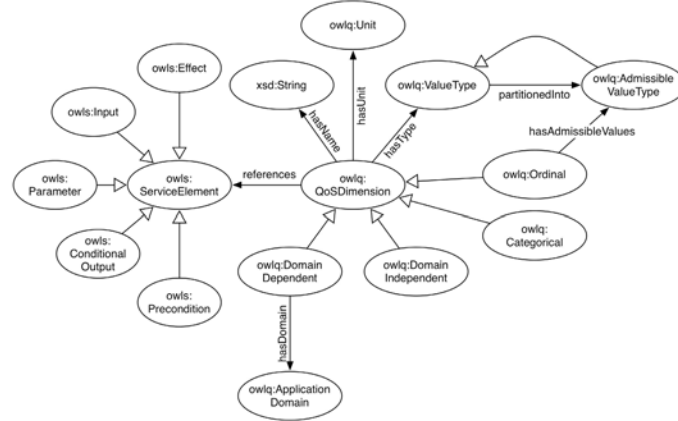 owlq:Unit
owls:Effect
xsd:String
hasUnit
owlq:ValueType
partitionedInto
owlq:Admissible
ValueType
owls:Input
hasName
hasType
hasAdmissibleValues
owls:
Parameter
owls:
ServiceElement
references
owlq:
QoSDimension
owlq:Ordinal
owls:
Conditional
Output
owls:
Precondition
owlq:Domain
Dependent
owlq:Domain
Independent
owlq:
Categorical
hasDomain
owlq:Application
Domain